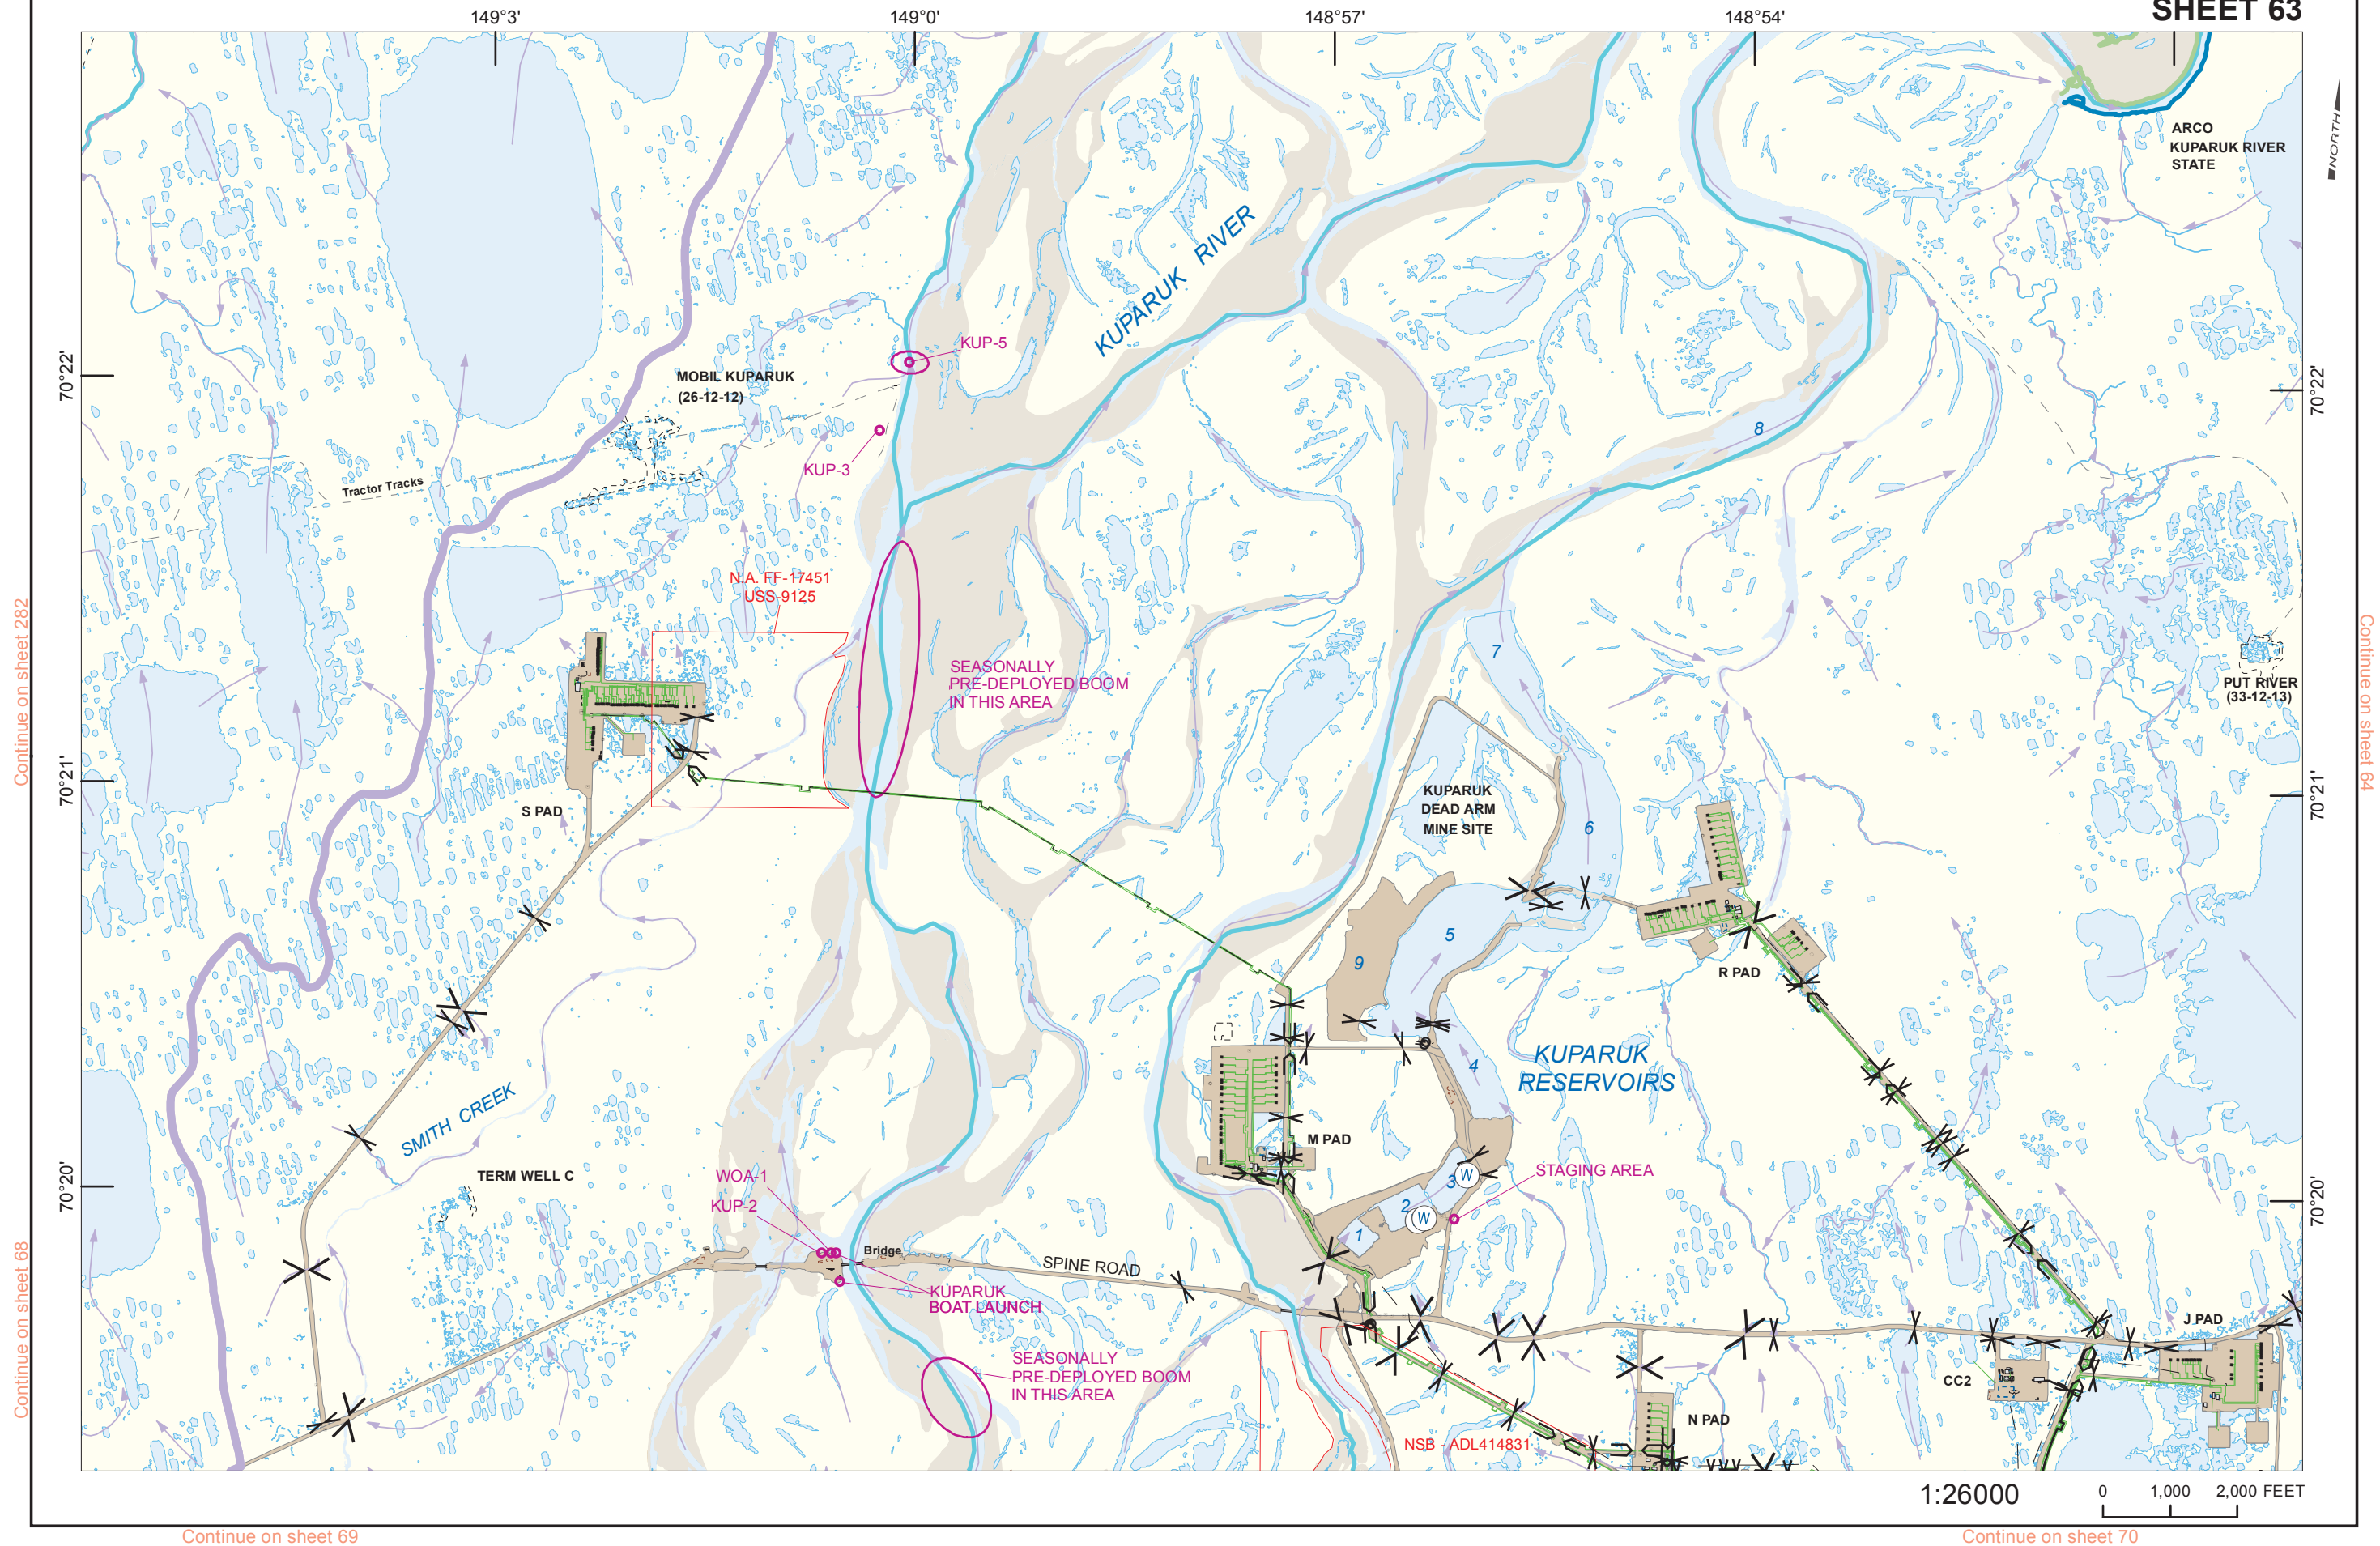 SHEET 63
149°3'
149°0'
148°57'
148°54'
NORTH
ARCO
KUPARUK RIVER
STATE
KUPARUK RIVER
KUP-5
70°22'
70°22'
MOBIL KUPARUK
(26-12-12)
KUP-3
8
Tractor Tracks
N.A. FF-17451
USS-9125
Continue on sheet 282
Continue on sheet 64
7
SEASONALLY
PRE-DEPLOYED BOOM
IN THIS AREA
PUT RIVER
(33-12-13)
70°21'
70°21'
S PAD
KUPARUK
DEAD ARM
MINE SITE
6
5
9
R PAD
KUPARUK
RESERVOIRS
4
SMITH CREEK
M PAD
TERM WELL C
WOA-1
KUP-2
STAGING AREA
W
3
2
W
1
70°20'
70°20'
Bridge
SPINE ROAD
KUPARUK
BOAT LAUNCH
Continue on sheet 68
J PAD
SEASONALLY
PRE-DEPLOYED BOOM
IN THIS AREA
CC2
N PAD
NSB - ADL414831
1:26000
0 1,000 2,000 FEET
Continue on sheet 69
Continue on sheet 70